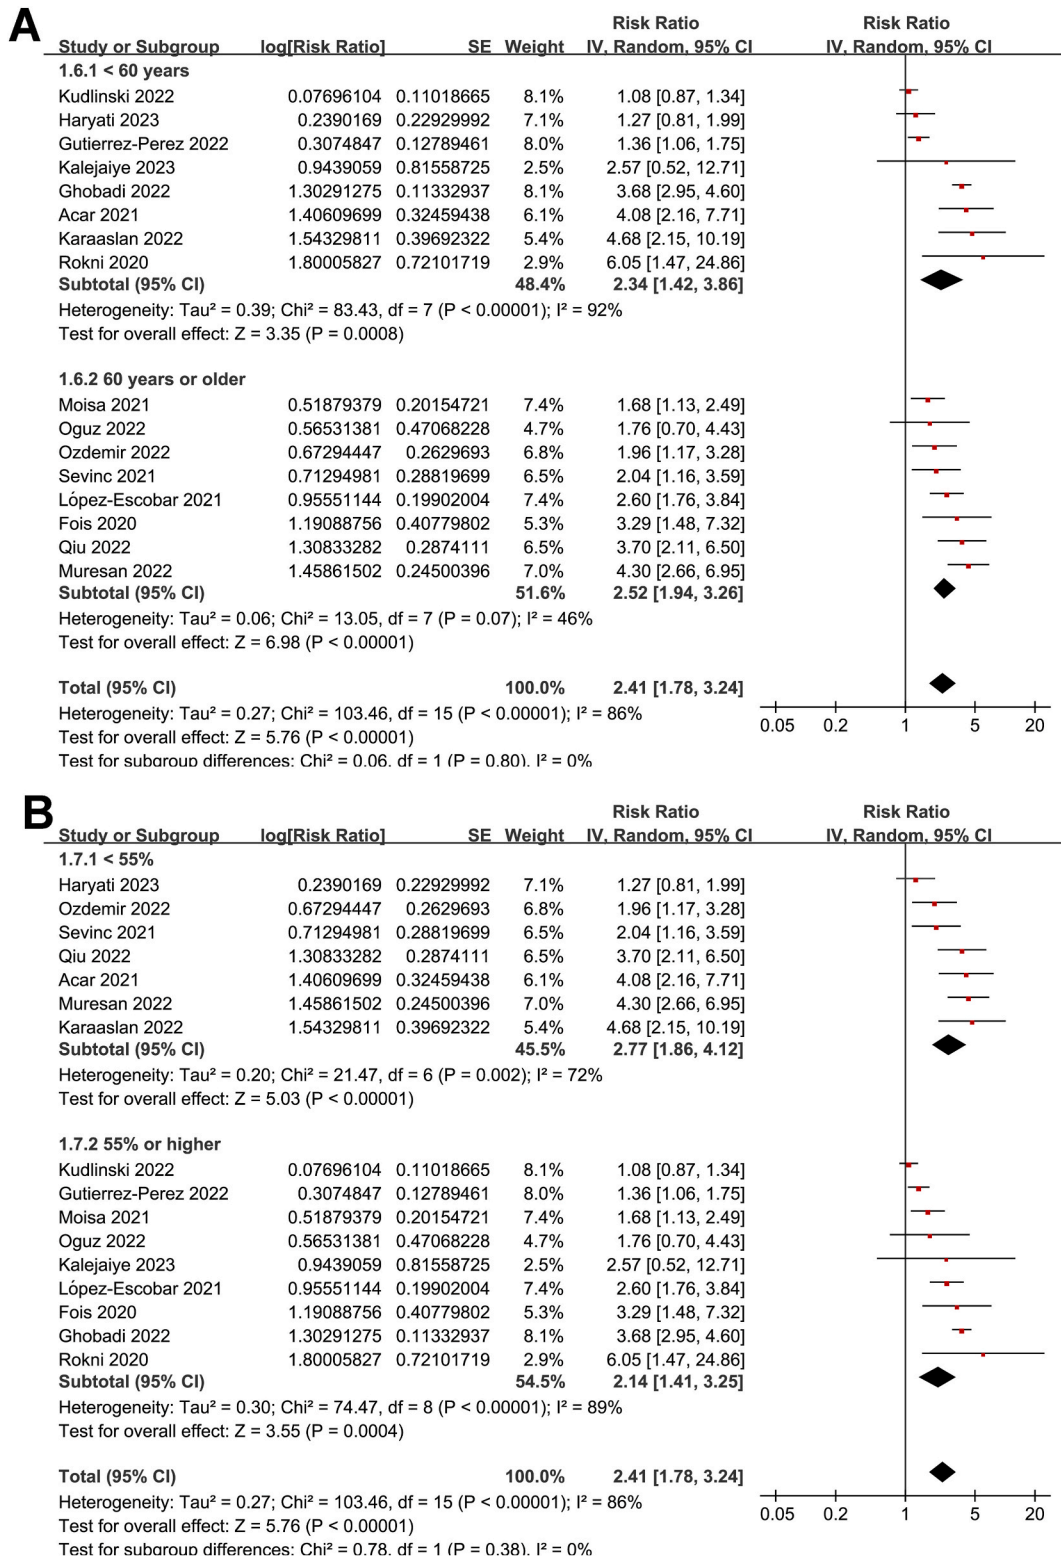 A
Risk Ratio Risk Ratio
Study or Subgroup log[Risk Ratio] SE Weight IV, Random, 95% CI IV, Random, 95% CI
1.6.1 < 60 years
Kudlinski 2022 0.07696104 0.11018665 8.1% 1.08 [0.87, 1.34]
Haryati 2023 0.2390169 0.22929992 7.1% 1.27 [0.81, 1.99]
Gutierrez-Perez 2022 0.3074847 0.12789461 8.0% 1.36 [1.06, 1.75]
Kalejaiye 2023 0.9439059 0.81558725 2.5% 2.57 [0.52, 12.71]
Ghobadi 2022 1.30291275 0.11332937 8.1% 3.68 [2.95, 4.60]
Acar 2021 1.40609699 0.32459438 6.1% 4.08 [2.16, 7.71]
Karaaslan 2022 1.54329811 0.39692322 5.4% 4.68 [2.15, 10.19]
Rokni 2020 1.80005827 0.72101719 2.9% 6.05 [1.47, 24.86]
Subtotal (95% CI) 48.4% 2.34 [1.42, 3.86]
Heterogeneity: Tau² = 0.39; Chi² = 83.43, df = 7 (P < 0.00001); I² = 92%
Test for overall effect: Z = 3.35 (P = 0.0008)
1.6.2 60 years or older
Moisa 2021 0.51879379 0.20154721 7.4% 1.68 [1.13, 2.49]
Oguz 2022 0.56531381 0.47068228 4.7% 1.76 [0.70, 4.43]
Ozdemir 2022 0.67294447 0.2629693 6.8% 1.96 [1.17, 3.28]
Sevinc 2021 0.71294981 0.28819699 6.5% 2.04 [1.16, 3.59]
López-Escobar 2021 0.95551144 0.19902004 7.4% 2.60 [1.76, 3.84]
Fois 2020 1.19088756 0.40779802 5.3% 3.29 [1.48, 7.32]
Qiu 2022 1.30833282 0.2874111 6.5% 3.70 [2.11, 6.50]
Muresan 2022 1.45861502 0.24500396 7.0% 4.30 [2.66, 6.95]
Subtotal (95% CI) 51.6% 2.52 [1.94, 3.26]
Heterogeneity: Tau² = 0.06; Chi² = 13.05, df = 7 (P = 0.07); I² = 46%
Test for overall effect: Z = 6.98 (P < 0.00001)
Total (95% CI) 100.0% 2.41 [1.78, 3.24]
Heterogeneity: Tau² = 0.27; Chi² = 103.46, df = 15 (P < 0.00001); I² = 86%
Test for overall effect: Z = 5.76 (P < 0.00001)
Test for subgroup differences: Chi² = 0.06, df = 1 (P = 0.80), I² = 0%
0.05 0.2 1 5 20
B
Risk Ratio Risk Ratio
Study or Subgroup log[Risk Ratio] SE Weight IV, Random, 95% CI IV, Random, 95% CI
1.7.1 < 55%
Haryati 2023 0.2390169 0.22929992 7.1% 1.27 [0.81, 1.99]
Ozdemir 2022 0.67294447 0.2629693 6.8% 1.96 [1.17, 3.28]
Sevinc 2021 0.71294981 0.28819699 6.5% 2.04 [1.16, 3.59]
Qiu 2022 1.30833282 0.2874111 6.5% 3.70 [2.11, 6.50]
Acar 2021 1.40609699 0.32459438 6.1% 4.08 [2.16, 7.71]
Muresan 2022 1.45861502 0.24500396 7.0% 4.30 [2.66, 6.95]
Karaaslan 2022 1.54329811 0.39692322 5.4% 4.68 [2.15, 10.19]
Subtotal (95% CI) 45.5% 2.77 [1.86, 4.12]
Heterogeneity: Tau² = 0.20; Chi² = 21.47, df = 6 (P = 0.002); I² = 72%
Test for overall effect: Z = 5.03 (P < 0.00001)
1.7.2 55% or higher
Kudlinski 2022 0.07696104 0.11018665 8.1% 1.08 [0.87, 1.34]
Gutierrez-Perez 2022 0.3074847 0.12789461 8.0% 1.36 [1.06, 1.75]
Moisa 2021 0.51879379 0.20154721 7.4% 1.68 [1.13, 2.49]
Oguz 2022 0.56531381 0.47068228 4.7% 1.76 [0.70, 4.43]
Kalejaiye 2023 0.9439059 0.81558725 2.5% 2.57 [0.52, 12.71]
López-Escobar 2021 0.95551144 0.19902004 7.4% 2.60 [1.76, 3.84]
Fois 2020 1.19088756 0.40779802 5.3% 3.29 [1.48, 7.32]
Ghobadi 2022 1.30291275 0.11332937 8.1% 3.68 [2.95, 4.60]
Rokni 2020 1.80005827 0.72101719 2.9% 6.05 [1.47, 24.86]
Subtotal (95% CI) 54.5% 2.14 [1.41, 3.25]
Heterogeneity: Tau² = 0.30; Chi² = 74.47, df = 8 (P < 0.00001); I² = 89%
Test for overall effect: Z = 3.55 (P = 0.0004)
Total (95% CI) 100.0% 2.41 [1.78, 3.24]
Heterogeneity: Tau² = 0.27; Chi² = 103.46, df = 15 (P < 0.00001); I² = 86%
Test for overall effect: Z = 5.76 (P < 0.00001)
Test for subgroup differences: Chi² = 0.78, df = 1 (P = 0.38), I² = 0%
0.05 0.2 1 5 20